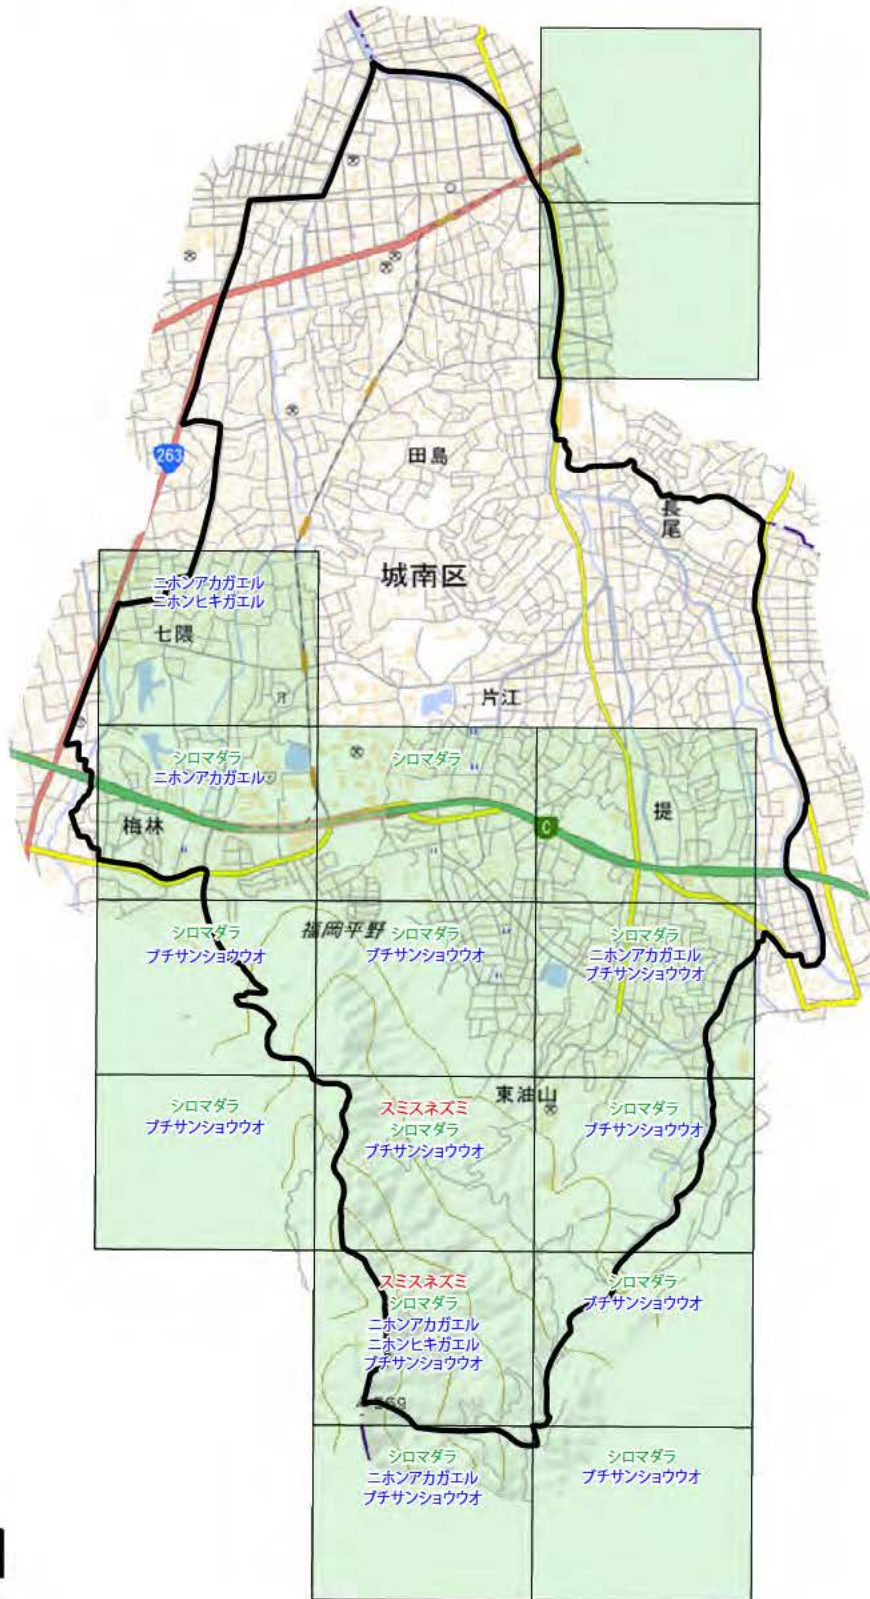 263
田島
長尾
城南区
ニホンアカガエル
ニホンヒキガエル
七隈
片江
シロマダラ
ニホンアカガエル
シロマダラ
梅林
C
堤
福岡平野
シロマダラ
ブチサンショウウオ
シロマダラ
ブチサンショウウオ
シロマダラ
ニホンアカガエル
ブチサンショウウオ
東油山
シロマダラ
ブチサンショウウオ
スミスネズミ
シロマダラ
ブチサンショウウオ
シロマダラ
ブチサンショウウオ
スミスネズミ
シロマダラ
ニホンアカガエル
ニホンヒキガエル
ブチサンショウウオ
シロマダラ
ブチサンショウウオ
シロマダラ
ニホンアカガエル
ブチサンショウウオ
シロマダラ
ブチサンショウウオ